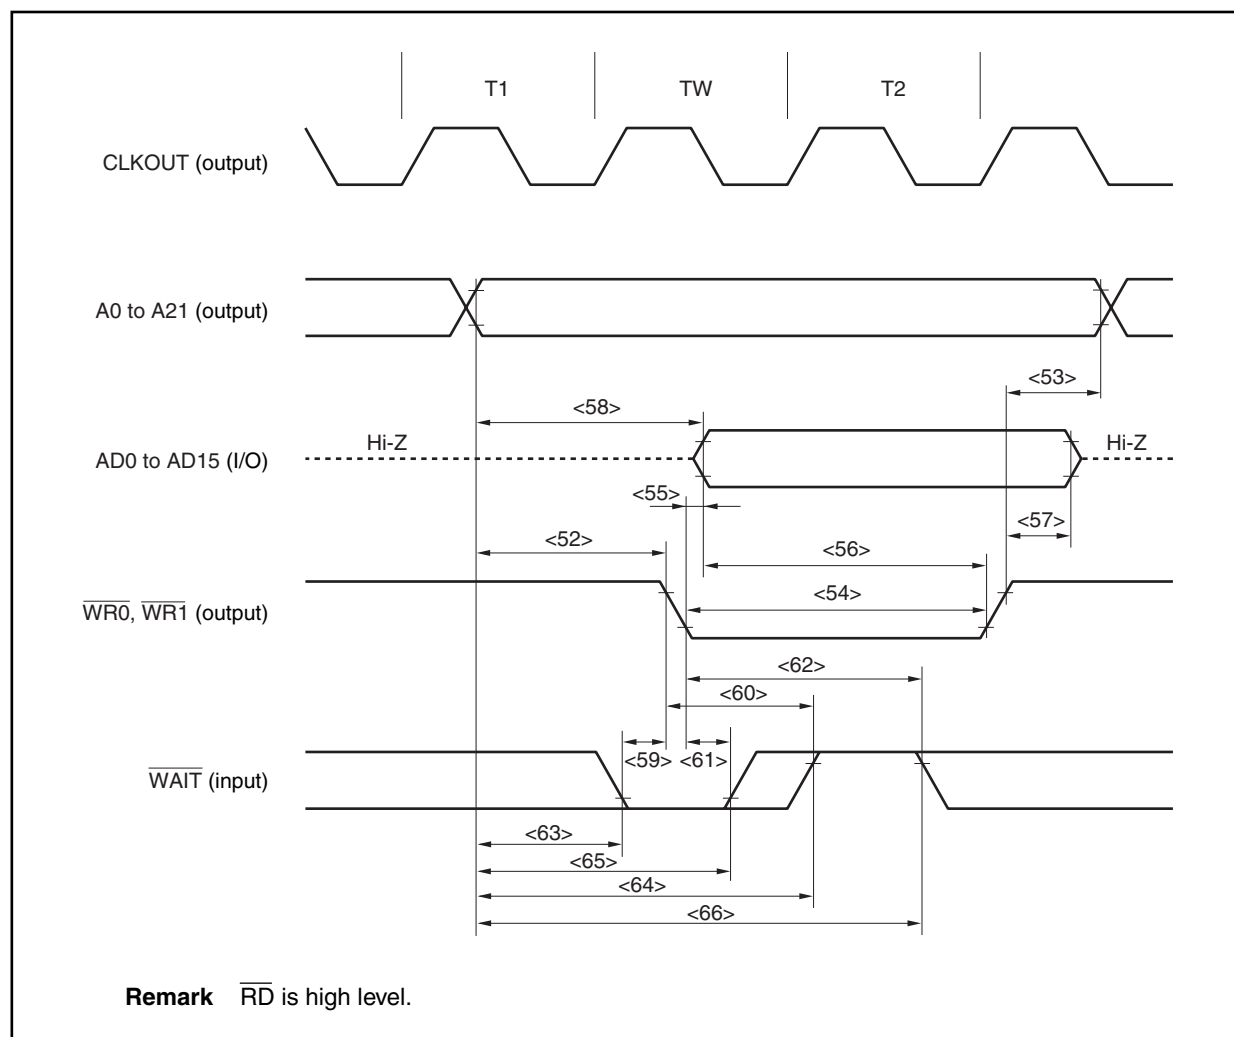 T1 TW T2
CLKOUT (output)
A0 to A21 (output)
<53>
<58>
Hi-Z Hi-Z
AD0 to AD15 (I/O)
<55>
<57>
<52>
<56>
<54>
WR0, WR1 (output)
<62>
<60>
<59> <61>
WAIT (input)
<63>
<65>
<64>
<66>
Remark RD is high level.